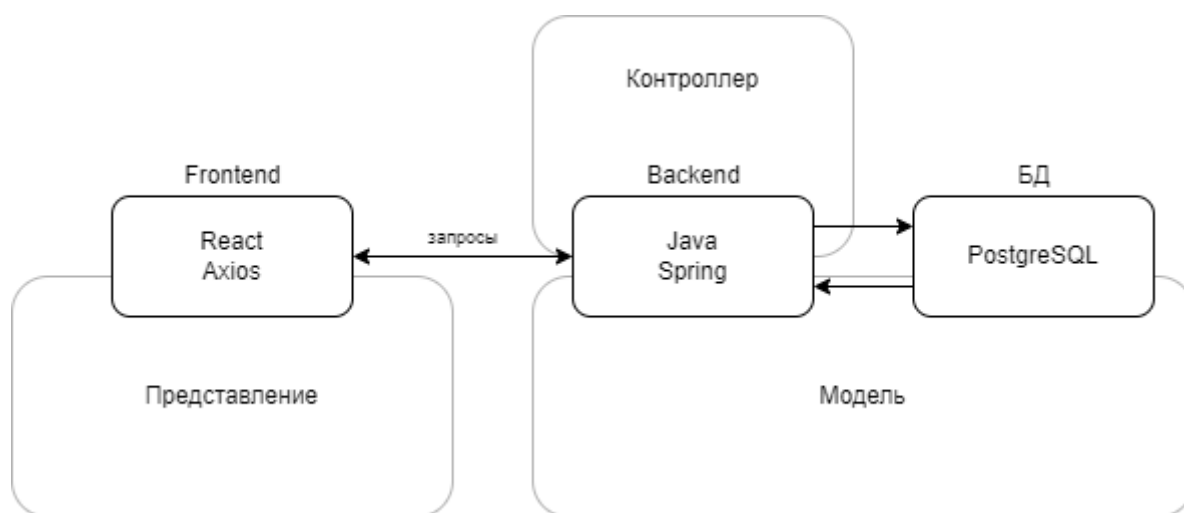 Контроллер
Frontend
Backend
БД
React
Axios
запросы
Java
Spring
PostgreSQL
Представление
Модель